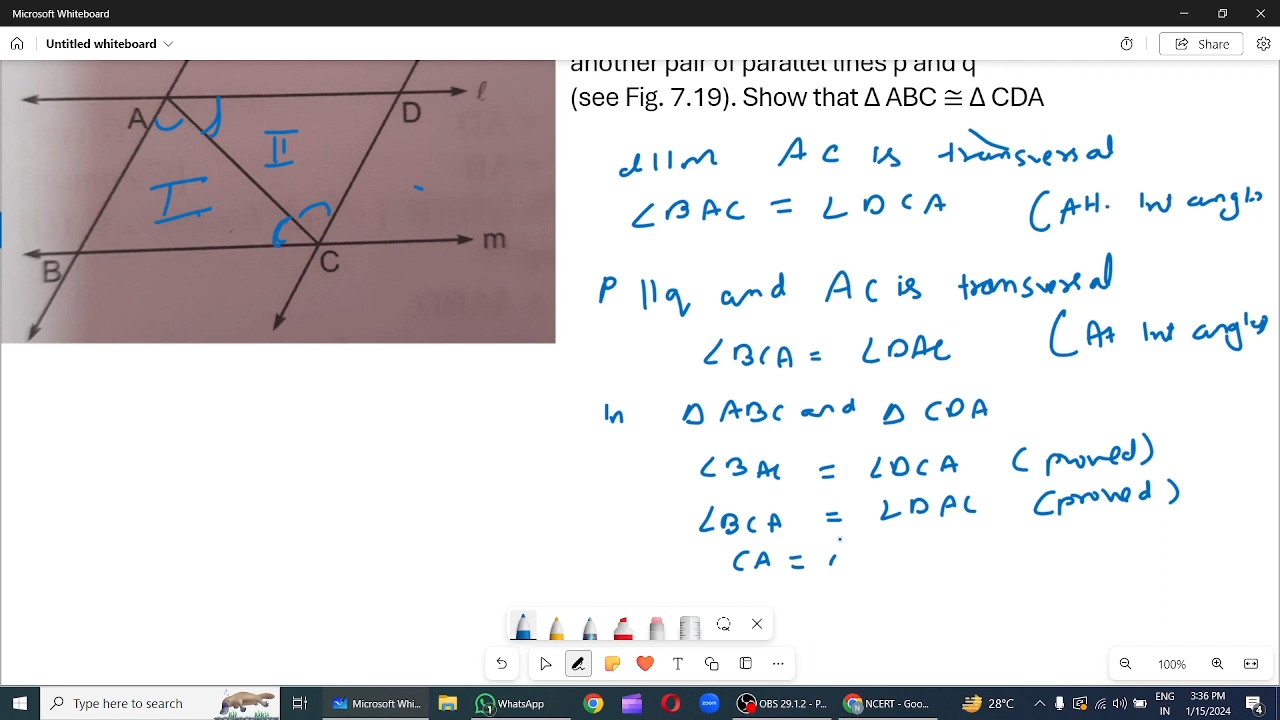 Microsoft Whiteboard
Untitled whiteboard
Share
another pair of parallel lines p and q
(see Fig. 7.19). Show that Δ ABC ≅ Δ CDA
l
A
D
II
I
m
B
C
l || m AC is transversal
∠BAC = ∠DCA (Alt. Int angles
P || q and AC is transversal
∠BCA = ∠DAC (At Int angles
In Δ ABC and Δ CDA
∠BAC = ∠DCA (proved)
∠BCA = ∠DAC (proved)
CA =
100%
Type here to search
Microsoft Whi...
WhatsApp
zoom
OBS 29.1.2 - P...
NCERT - Goo...
28°C
ENG
IN
3:36 PM
1/15/2024